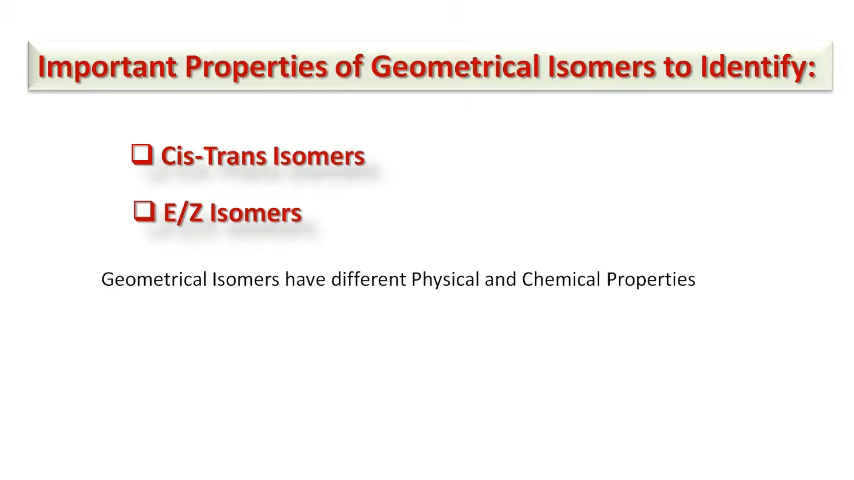 Important Properties of Geometrical Isomers to Identify:
Cis-Trans Isomers
E/Z Isomers
Geometrical Isomers have different Physical and Chemical Properties